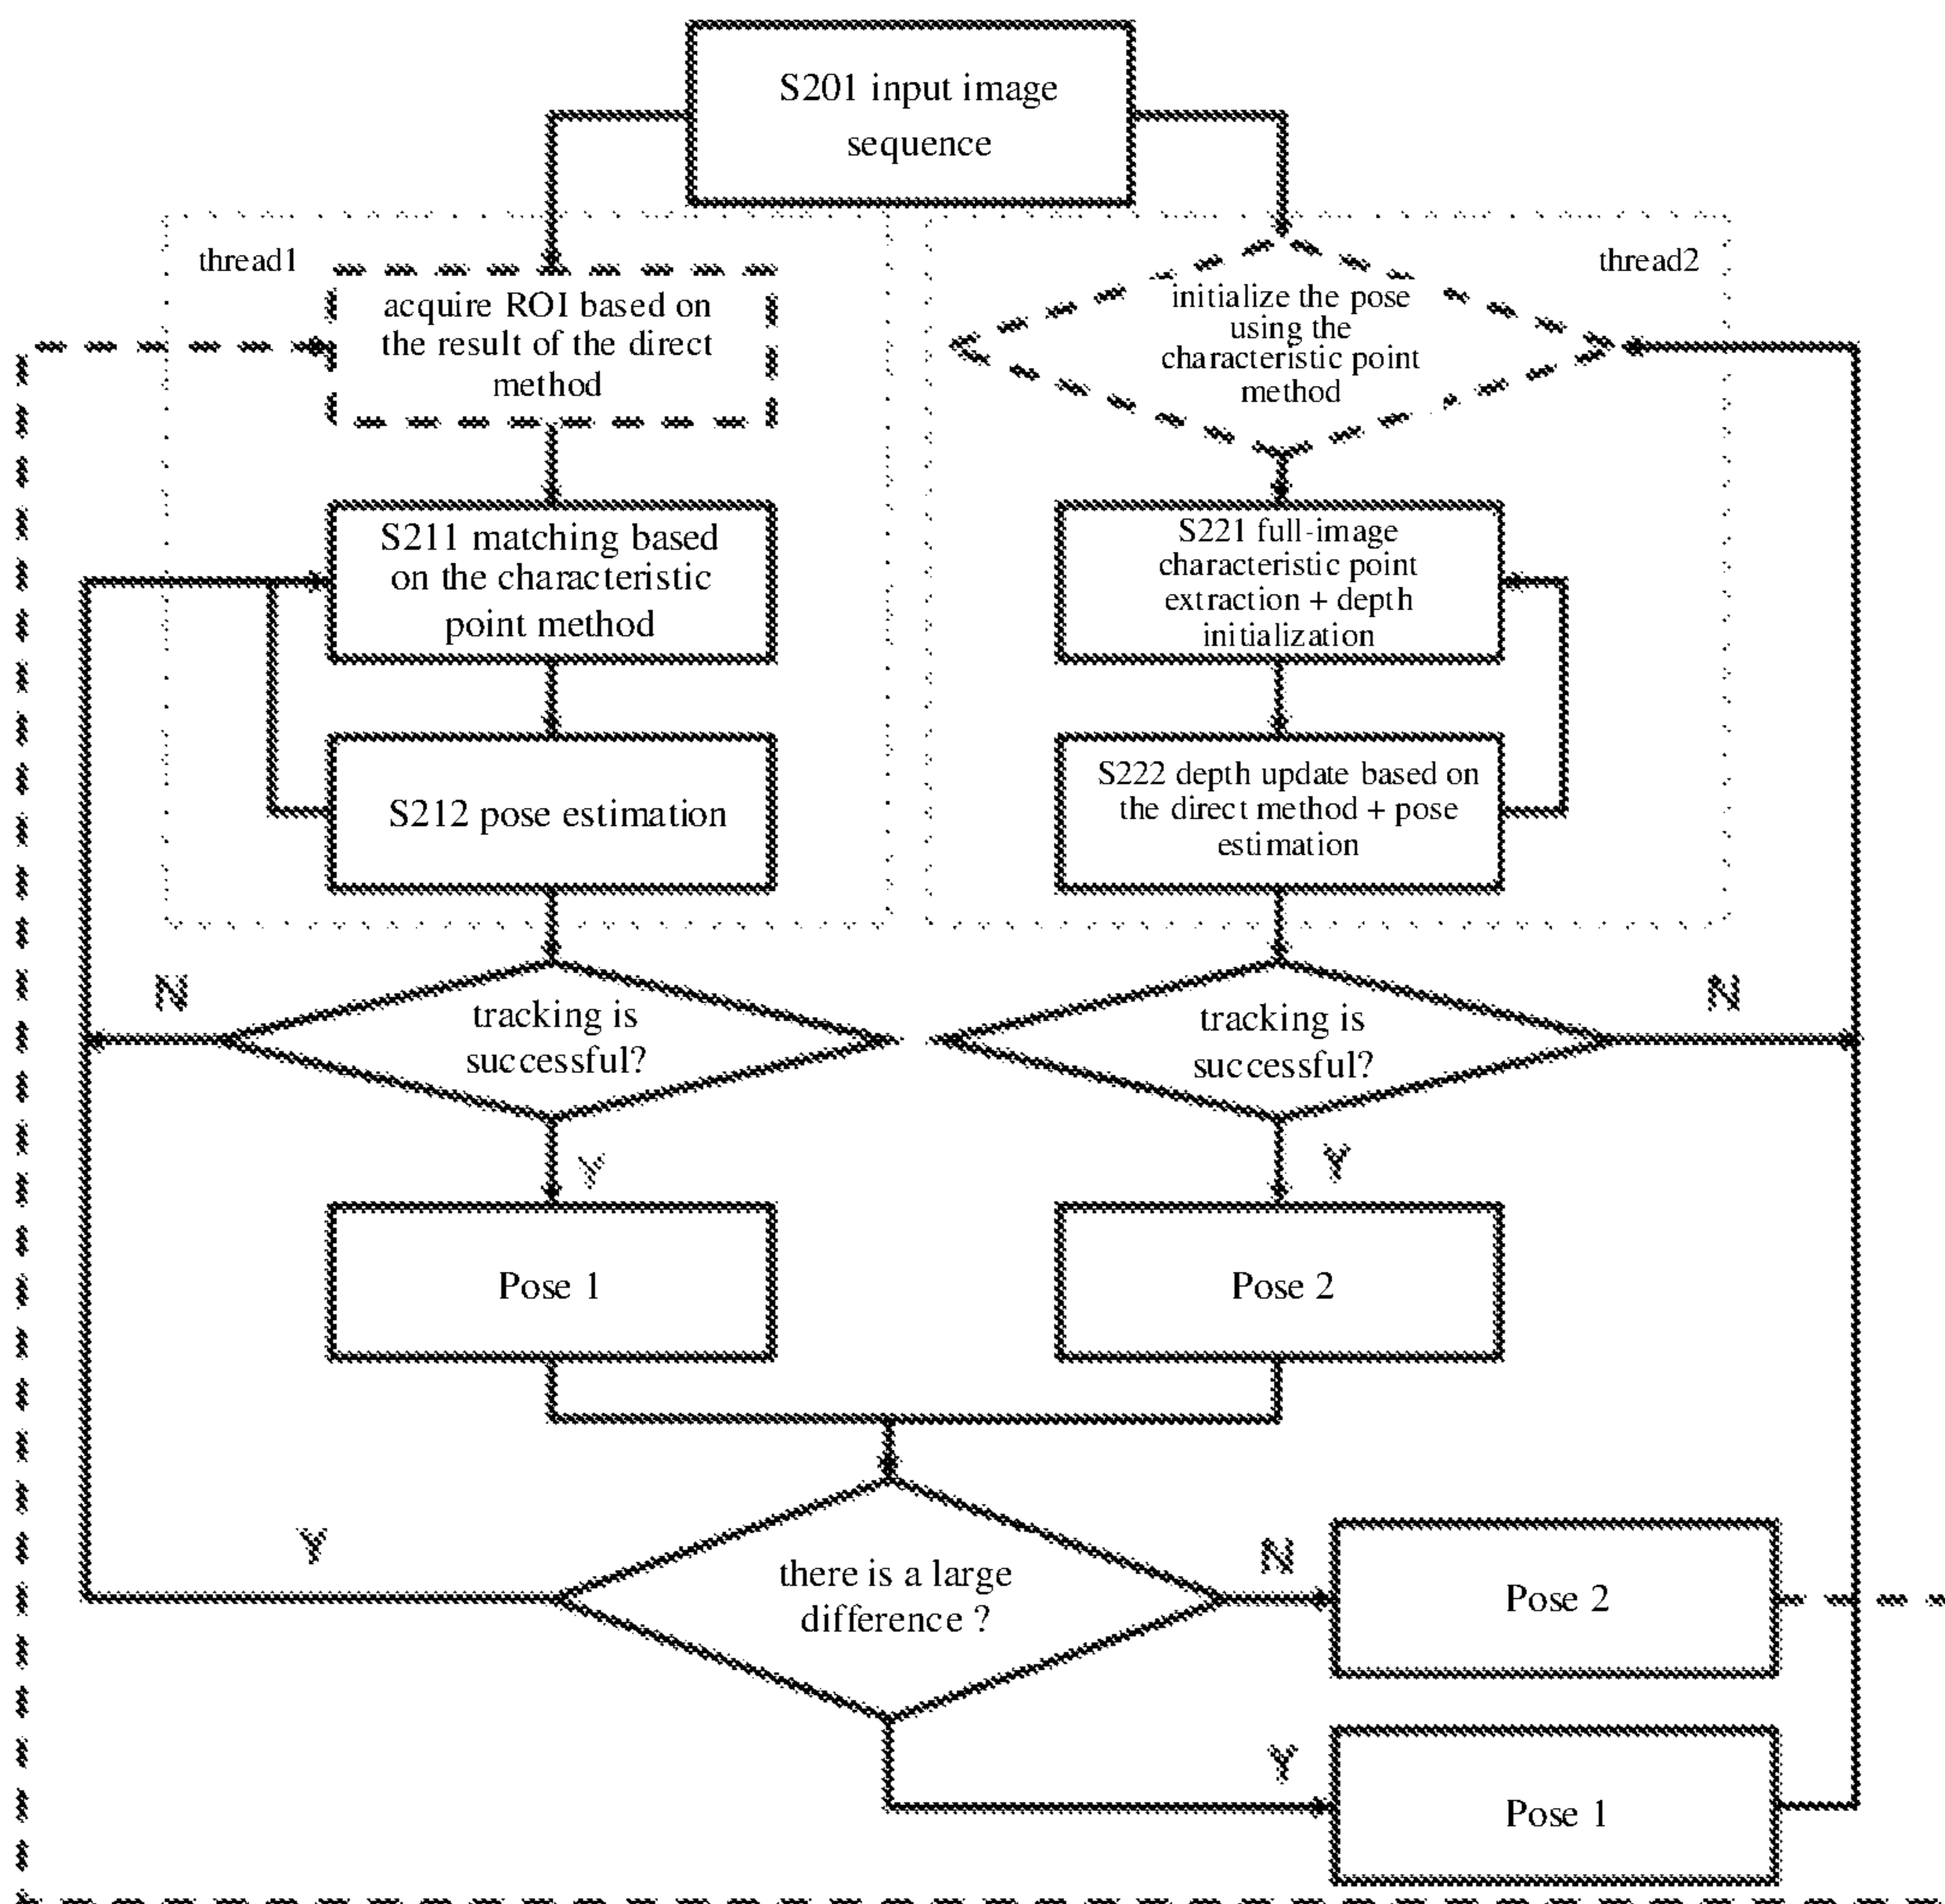 S201 input image
sequence
thread1
acquire ROI based on
the result of the direct
method
S211 matching based
on the characteristic
point method
S212 pose estimation
thread2
initialize the pose
using the
characteristic point
method
S221 full-image
characteristic point
extraction + depth
initialization
S222 depth update based on
the direct method + pose
estimation
N
tracking is
successful?
Y
tracking is
successful?
N
Y
Pose 1
Pose 2
Y
there is a large
difference ?
N
Pose 2
Y
Pose 1